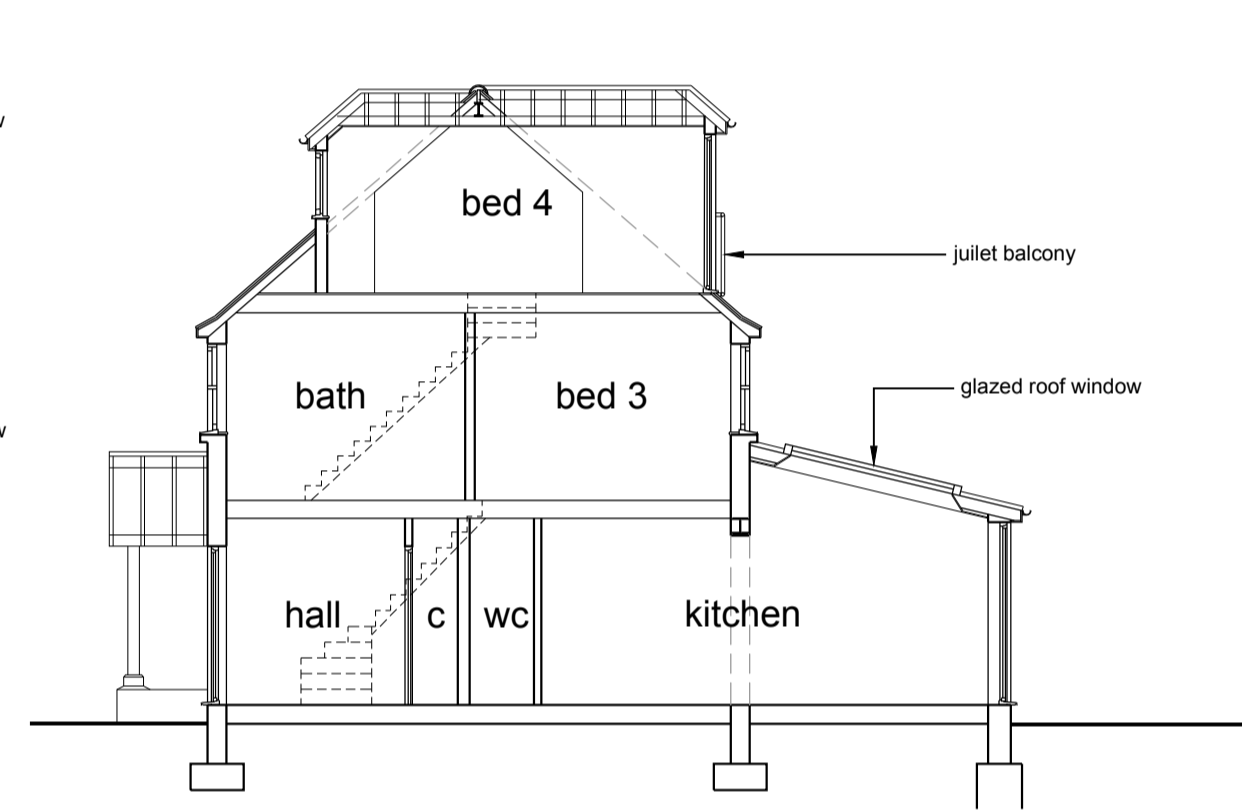 w
bed 4
juilet balcony
glazed roof window
bath
bed 3
w
hall
c
wc
kitchen